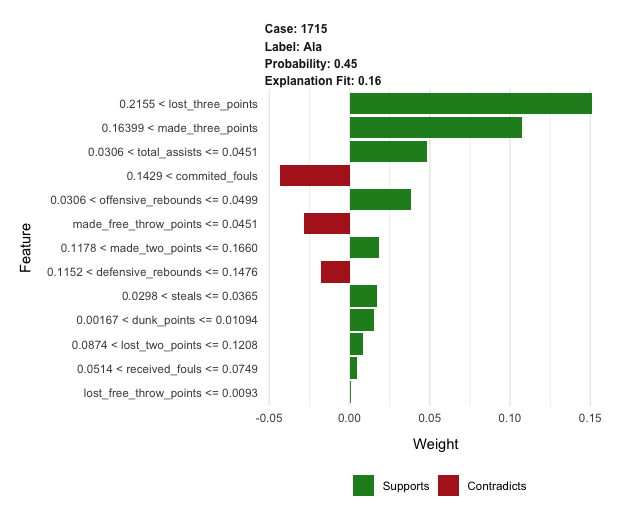 Case: 1715
Label: Ala
Probability: 0.45
Explanation Fit: 0.16
0.2155 < lost_three_points
0.16399 < made_three_points
0.0306 < total_assists <= 0.0451
0.1429 < commited_fouls
0.0306 < offensive_rebounds <= 0.0499
made_free_throw_points <= 0.0451
0.1178 < made_two_points <= 0.1660
0.1152 < defensive_rebounds <= 0.1476
0.0298 < steals <= 0.0365
0.00167 < dunk_points <= 0.01094
0.0874 < lost_two_points <= 0.1208
0.0514 < received_fouls <= 0.0749
lost_free_throw_points <= 0.0093
Feature
-0.05 0.00 0.05 0.10 0.15
Weight
Supports Contradicts